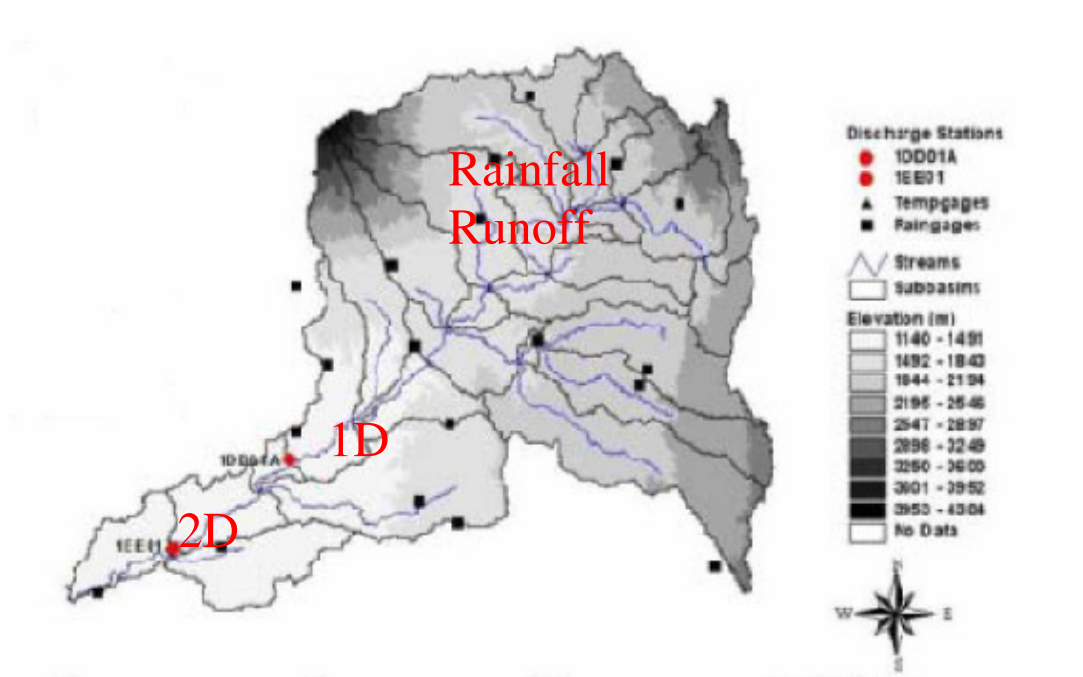 Rainfall
Runoff
1D
2D
1DD01A
1EE01
Discharge Stations
1DD01A
1EE01
Tempgages
Raingages
Streams
Subbasins
Elevation (m)
1140 - 1491
1492 - 1843
1844 - 2194
2195 - 2546
2547 - 2897
2898 - 3249
3250 - 3600
3601 - 3952
3953 - 4304
No Data
N
W
E
S